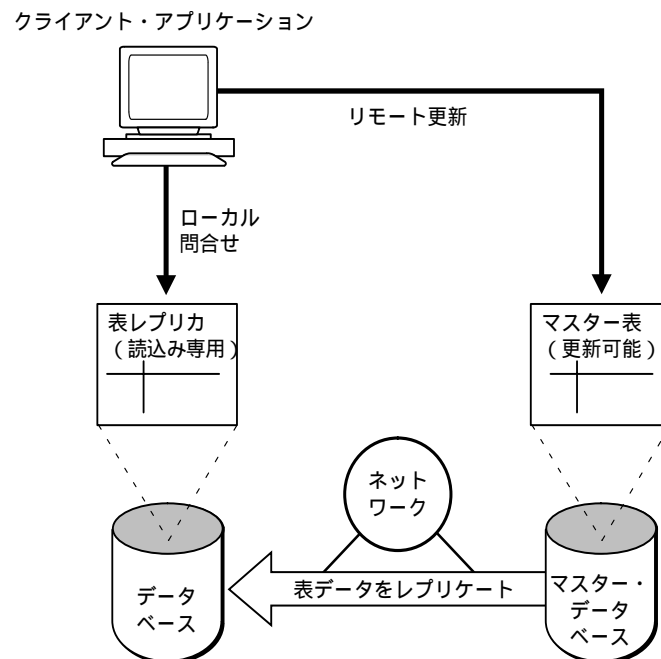 クライアント・アプリケーション
リモート更新
ローカル
問合せ
表レプリカ
（読込み専用）
マスター表
（更新可能）
ネット
ワーク
データ
ベース
表データをレプリケート
マスター・
データ
ベース